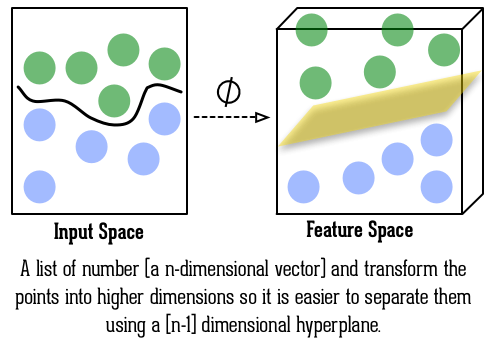 ϕ
Input Space
Feature Space
A list of number [a n-dimensional vector] and transform the
points into higher dimensions so it is easier to separate them
using a [n-1] dimensional hyperplane.